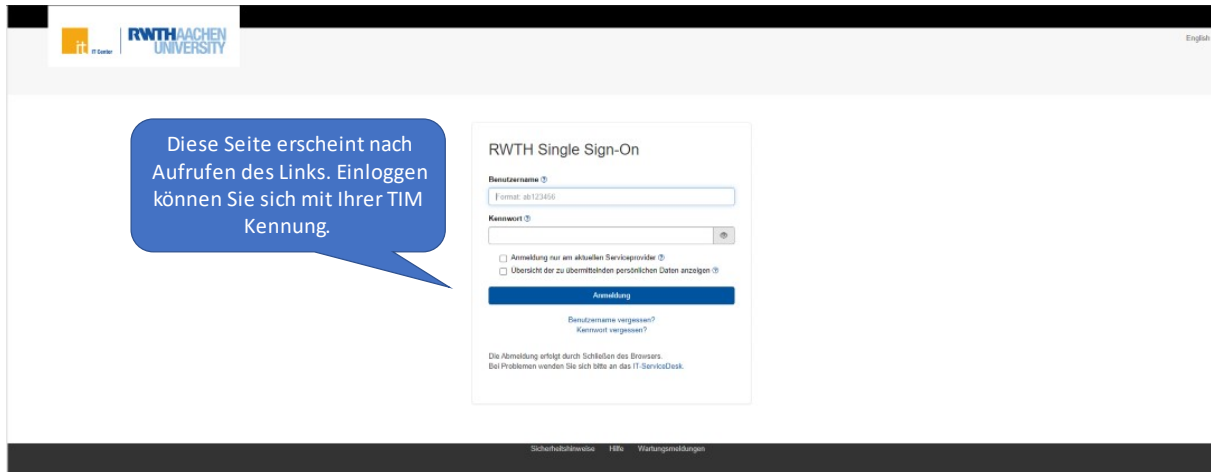 it IT Center
RWTHAACHEN
UNIVERSITY
English
Diese Seite erscheint nach
Aufrufen des Links. Einloggen
können Sie sich mit Ihrer TIM
Kennung.
RWTH Single Sign-On
Benutzername
Format: ab123456
Kennwort
Anmeldung nur am aktuellen Serviceprovider
Übersicht der zu übermittelnden persönlichen Daten anzeigen
Anmeldung
Benutzername vergessen?
Kennwort vergessen?
Die Abmeldung erfolgt durch Schließen des Browsers.
Bei Problemen wenden Sie sich bitte an das IT-ServiceDesk.
Sicherheitshinweise Hilfe Wartungsmeldungen